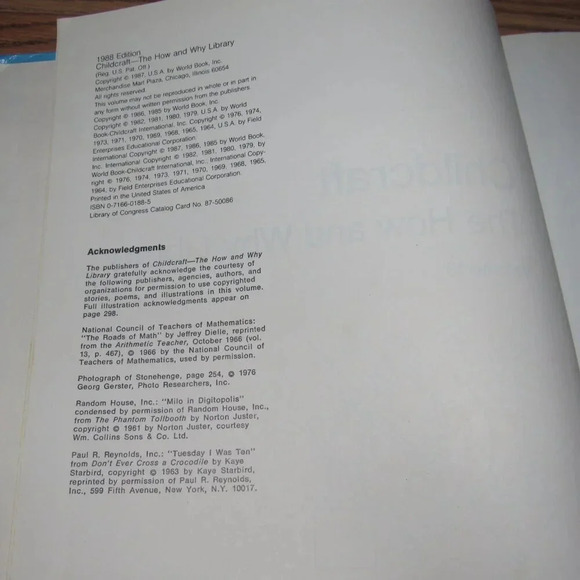 1988 Edition
Childcraft—The How and Why Library
(Reg. U.S. Pat. Off.)
Copyright © 1987, U.S.A. by World Book, Inc.
Merchandise Mart Plaza, Chicago, Illinois 60654
All rights reserved.
This volume may not be reproduced in whole or part in
any form without written permission from the publishers.
Copyright © 1986, 1985 by World Book, Inc.
Copyright © 1982, 1981, 1980, 1979, U.S.A. by World
Book-Childcraft International, Inc. Copyright © 1976, 1974,
1973, 1971, 1970, 1969, 1968, 1965, 1964, U.S.A. by Field
Enterprises Educational Corporation.
International Copyright © 1987, 1986, 1985 by World Book,
Inc. International Copyright © 1982, 1981, 1980, 1979, by
World Book-Childcraft International, Inc.; International Copy-
right © 1976, 1974, 1973, 1971, 1970, 1969, 1968, 1965,
1964, by Field Enterprises Educational Corporation.
Printed in the United States of America
ISBN 0-7166-0188-5
Library of Congress Catalog Card No. 87-50086
Acknowledgments
The publishers of Childcraft—The How and Why
Library gratefully acknowledge the courtesy of
the following publishers, agencies, authors, and
organizations for permission to use copyrighted
stories, poems, and illustrations in this volume.
Full illustration acknowledgments appear on
page 298.
National Council of Teachers of Mathematics:
"The Roads of Math" by Jeffrey Dielle, reprinted
from the Arithmetic Teacher, October 1966 (vol.
13, p. 467), © 1966 by the National Council of
Teachers of Mathematics, used by permission.
Photograph of Stonehenge, page 254, © 1976
Georg Gerster, Photo Researchers, Inc.
Random House, Inc.: "Milo in Digitopolis"
condensed by permission of Random House, Inc.,
from The Phantom Tollbooth by Norton Juster,
copyright © 1961 by Norton Juster, courtesy
Wm. Collins Sons & Co. Ltd.
Paul R. Reynolds, Inc.: "Tuesday I Was Ten"
from Don't Ever Cross a Crocodile by Kaye
Starbird, copyright © 1963 by Kaye Starbird,
reprinted by permission of Paul R. Reynolds,
Inc., 599 Fifth Avenue, New York, N.Y. 10017.